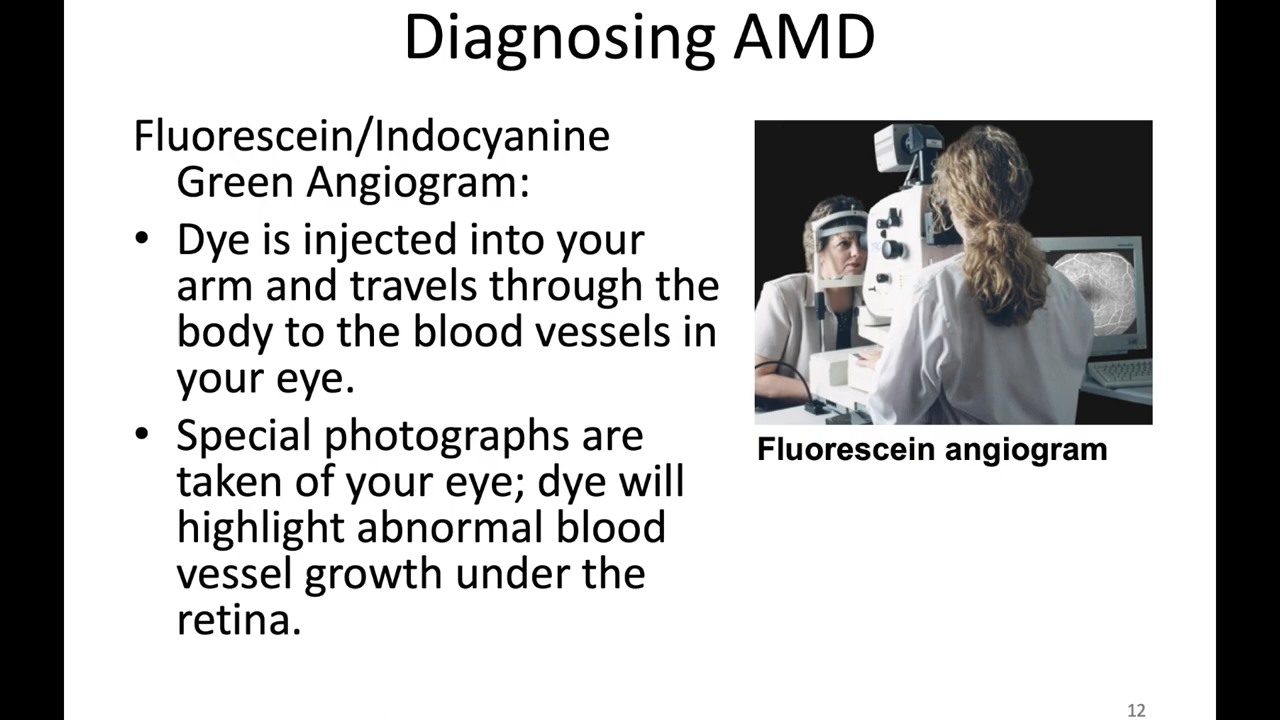 Diagnosing AMD
Fluorescein/Indocyanine
Green Angiogram:
• Dye is injected into your
arm and travels through the
body to the blood vessels in
your eye.
• Special photographs are
taken of your eye; dye will
highlight abnormal blood
vessel growth under the
retina.
Fluorescein angiogram
12